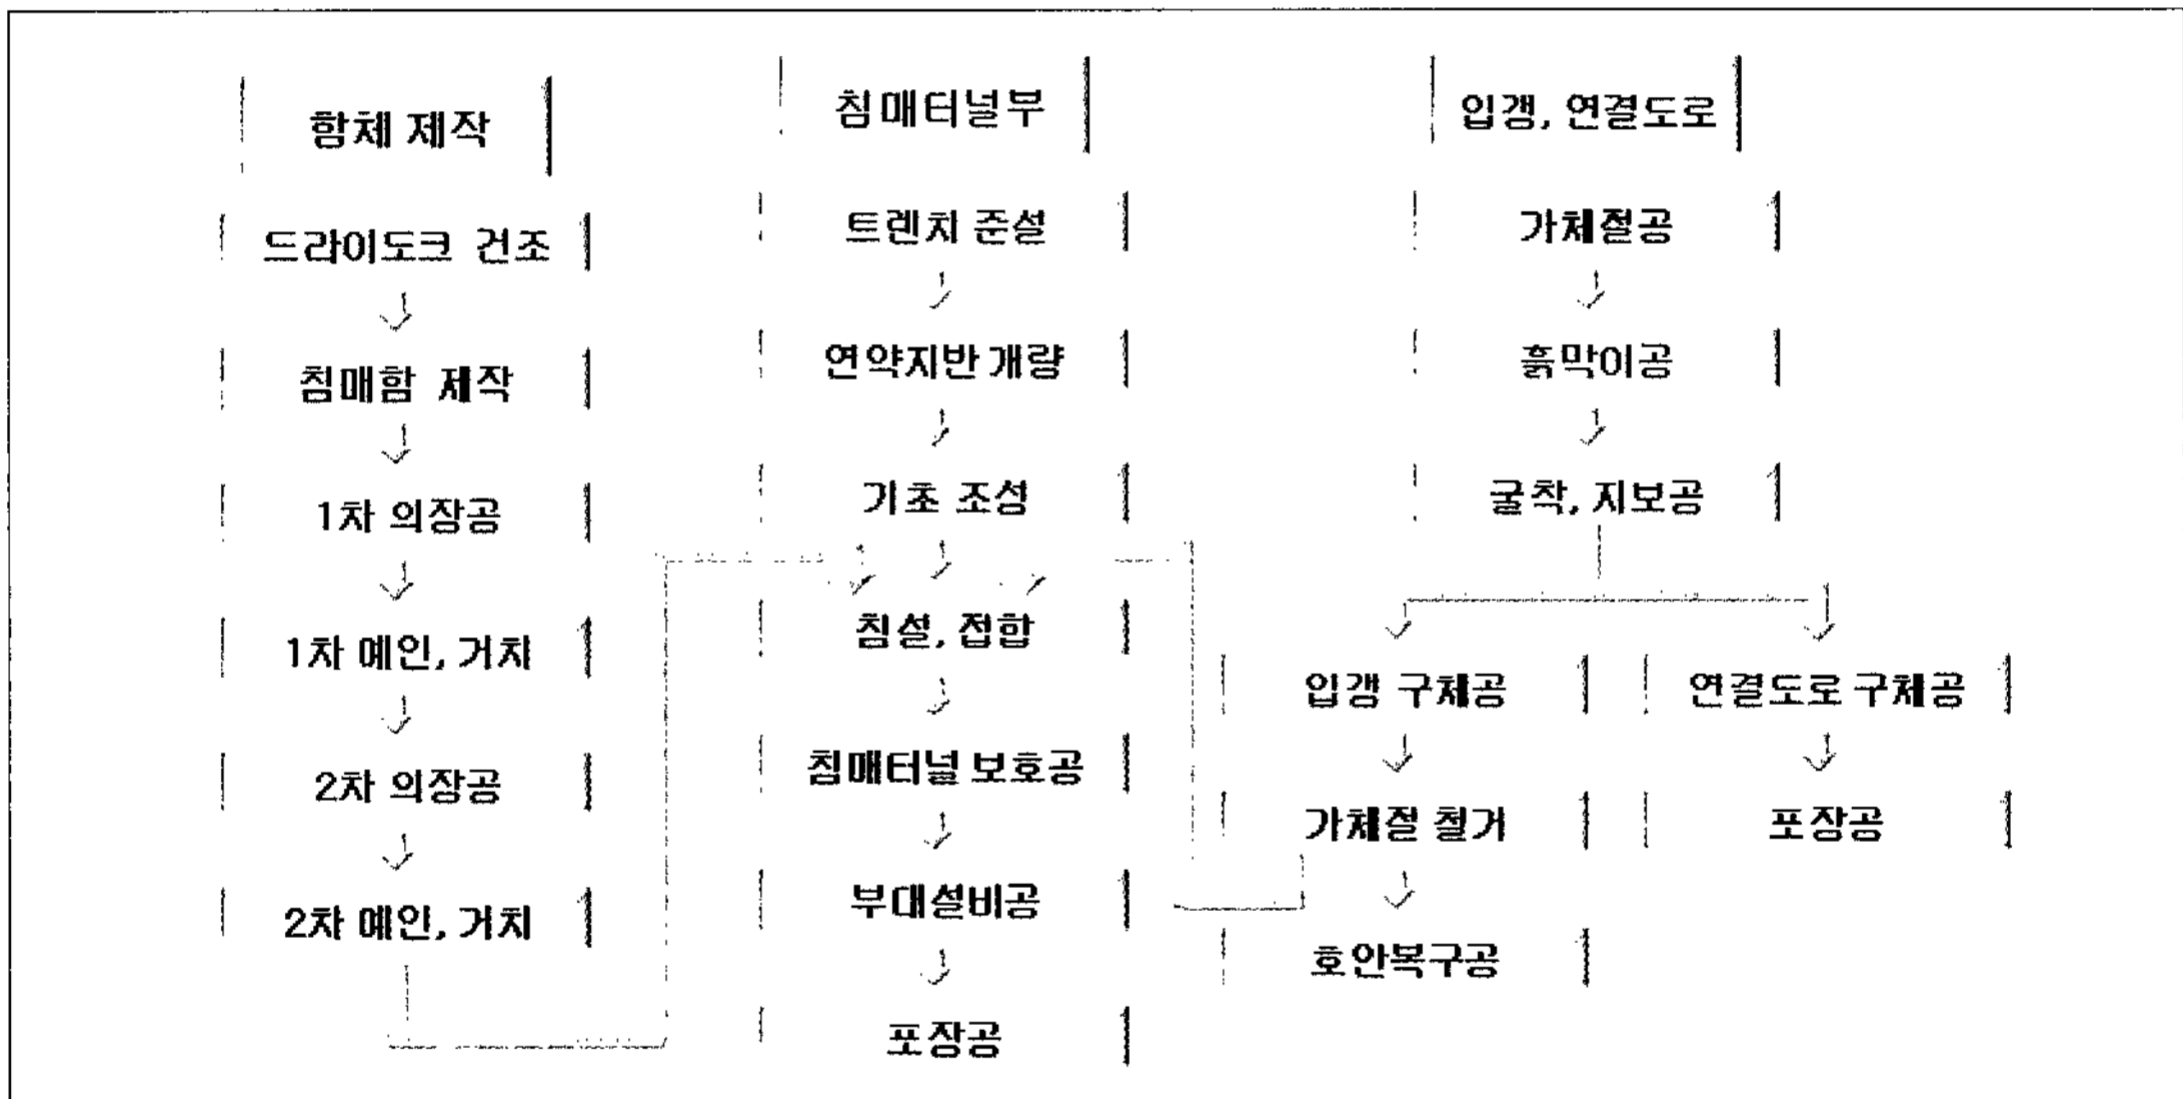 함체 제작
드라이도크 건조
침매함 제작
1차 의장공
1차 예인, 거치
2차 의장공
2차 예인, 거치
침매터널부
트렌치 준설
연약지반 개량
기초 조성
침설, 접합
침매터널 보호공
부대설비공
포장공
입갱, 연결도로
가체절공
흙막이공
굴착, 지보공
입갱 구체공
가체절 철거
호안복구공
연결도로 구체공
포장공